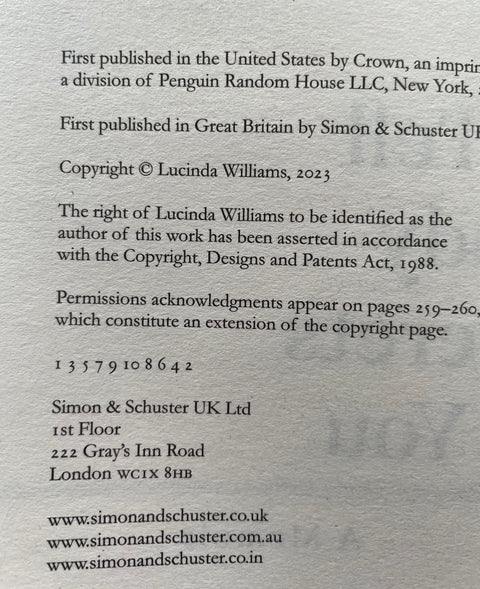 First published in the United States by Crown, an imprin
a division of Penguin Random House LLC, New York,
First published in Great Britain by Simon & Schuster UK
Copyright © Lucinda Williams, 2023
The right of Lucinda Williams to be identified as the
author of this work has been asserted in accordance
with the Copyright, Designs and Patents Act, 1988.
Permissions acknowledgments appear on pages 259–260,
which constitute an extension of the copyright page.
1 3 5 7 9 10 8 6 4 2
Simon & Schuster UK Ltd
1st Floor
222 Gray's Inn Road
London WC1X 8HB
www.simonandschuster.co.uk
www.simonandschuster.com.au
www.simonandschuster.co.in